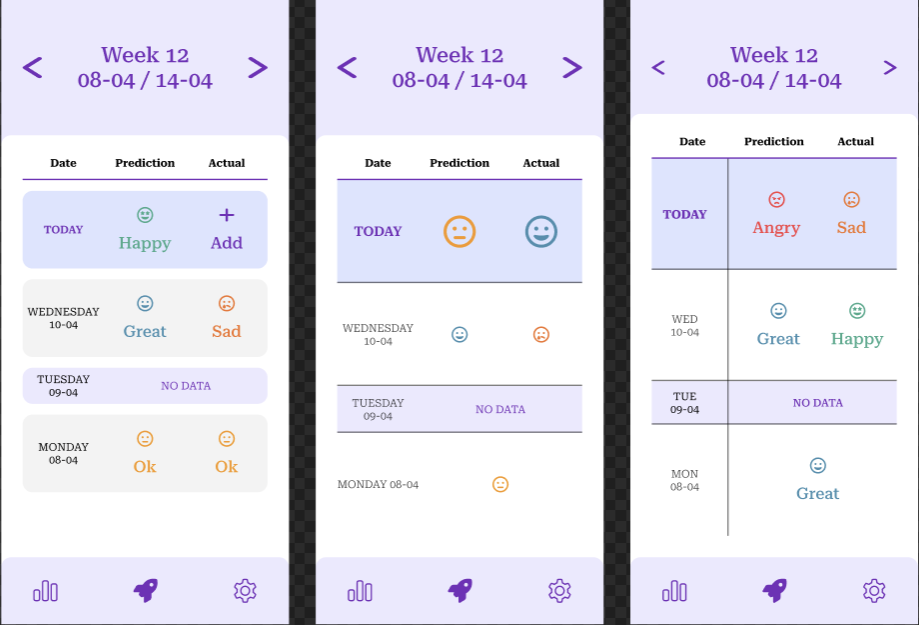 Week 12
08-04 / 14-04
Date Prediction Actual
TODAY Happy Add
WEDNESDAY
10-04
Great Sad
TUESDAY
09-04
NO DATA
MONDAY
08-04
Ok Ok
Week 12
08-04 / 14-04
Date Prediction Actual
TODAY
WEDNESDAY
10-04
TUESDAY
09-04
NO DATA
MONDAY 08-04
Week 12
08-04 / 14-04
Date Prediction Actual
TODAY Angry Sad
WED
10-04
Great Happy
TUE
09-04
NO DATA
MON
08-04
Great